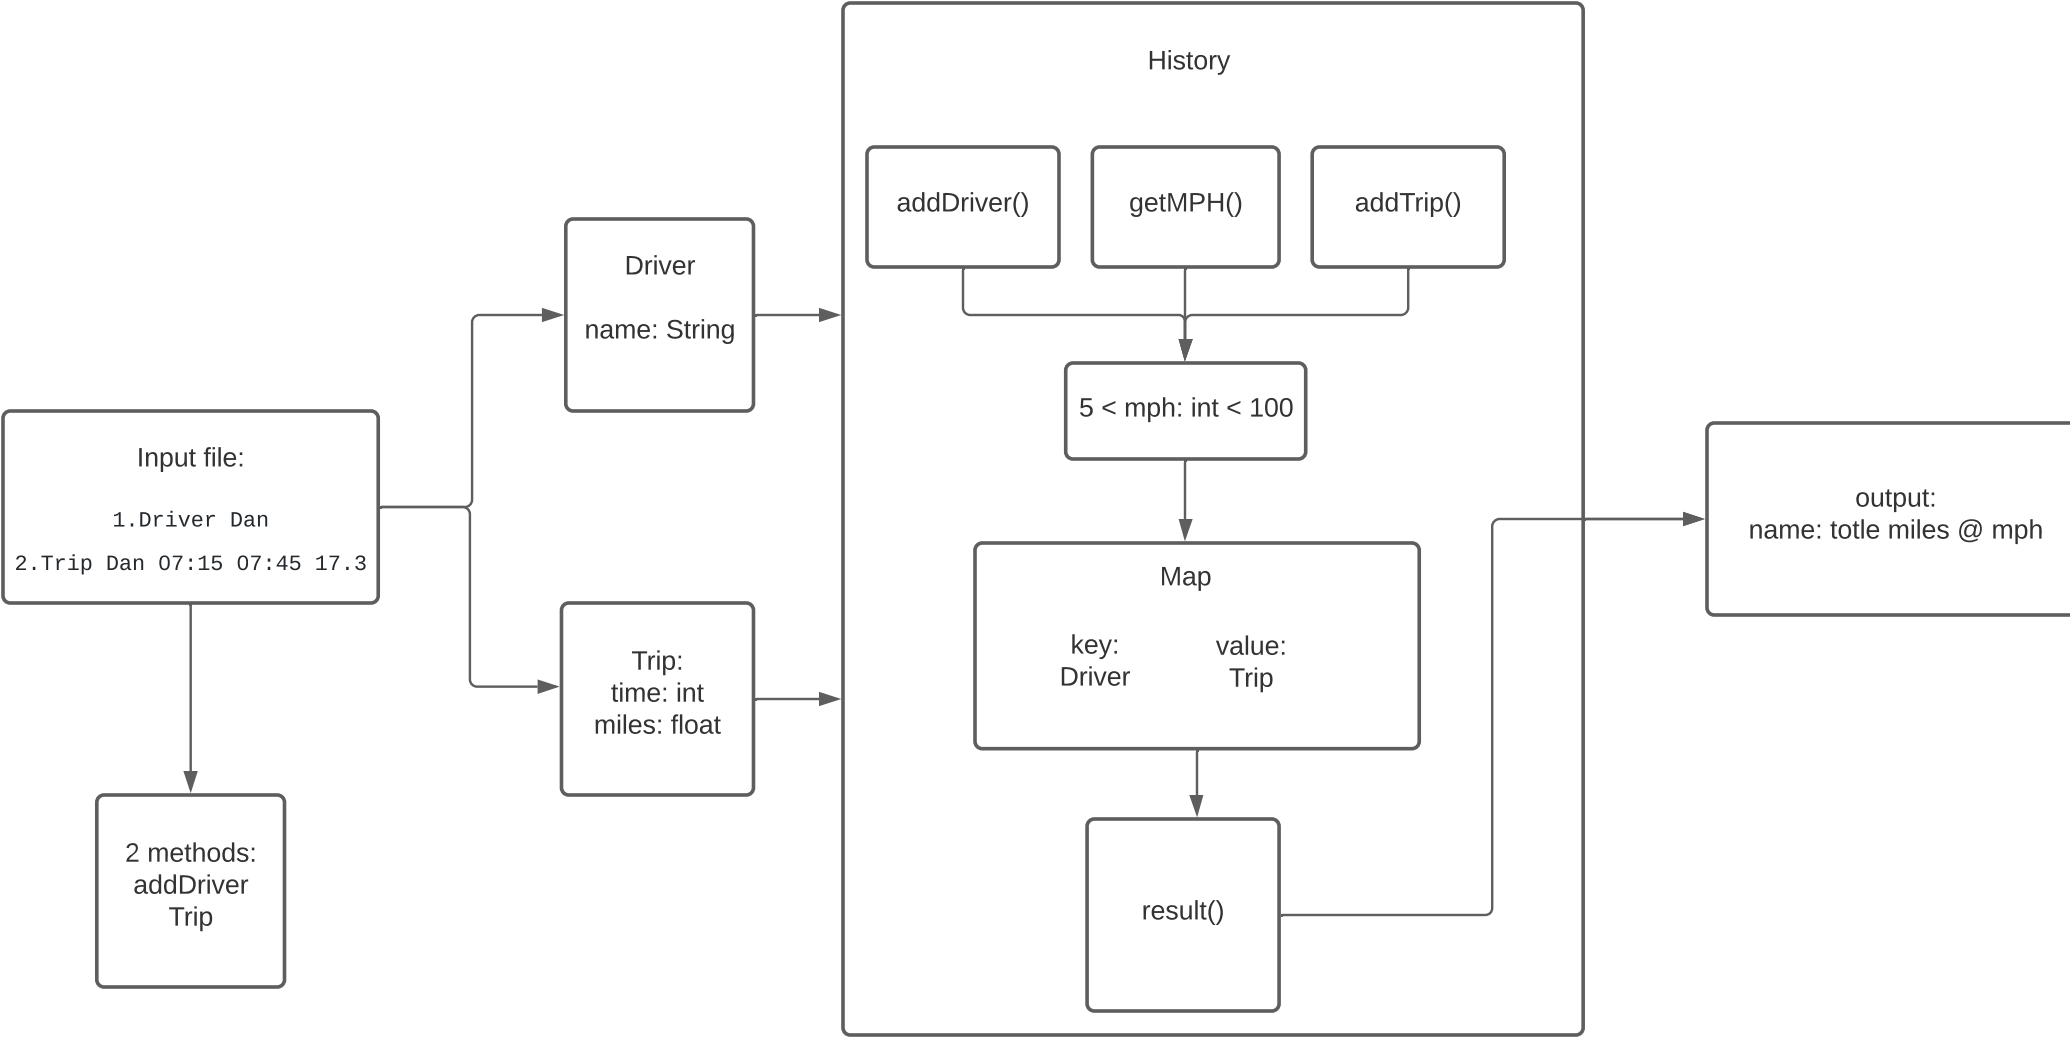 Input file:
1.Driver Dan
2.Trip Dan 07:15 07:45 17.3
2 methods:
addDriver
Trip
Driver
name: String
Trip:
time: int
miles: float
History
addDriver()
getMPH()
addTrip()
5 < mph: int < 100
Map
key:
Driver
value:
Trip
result()
output:
name: totle miles @ mph